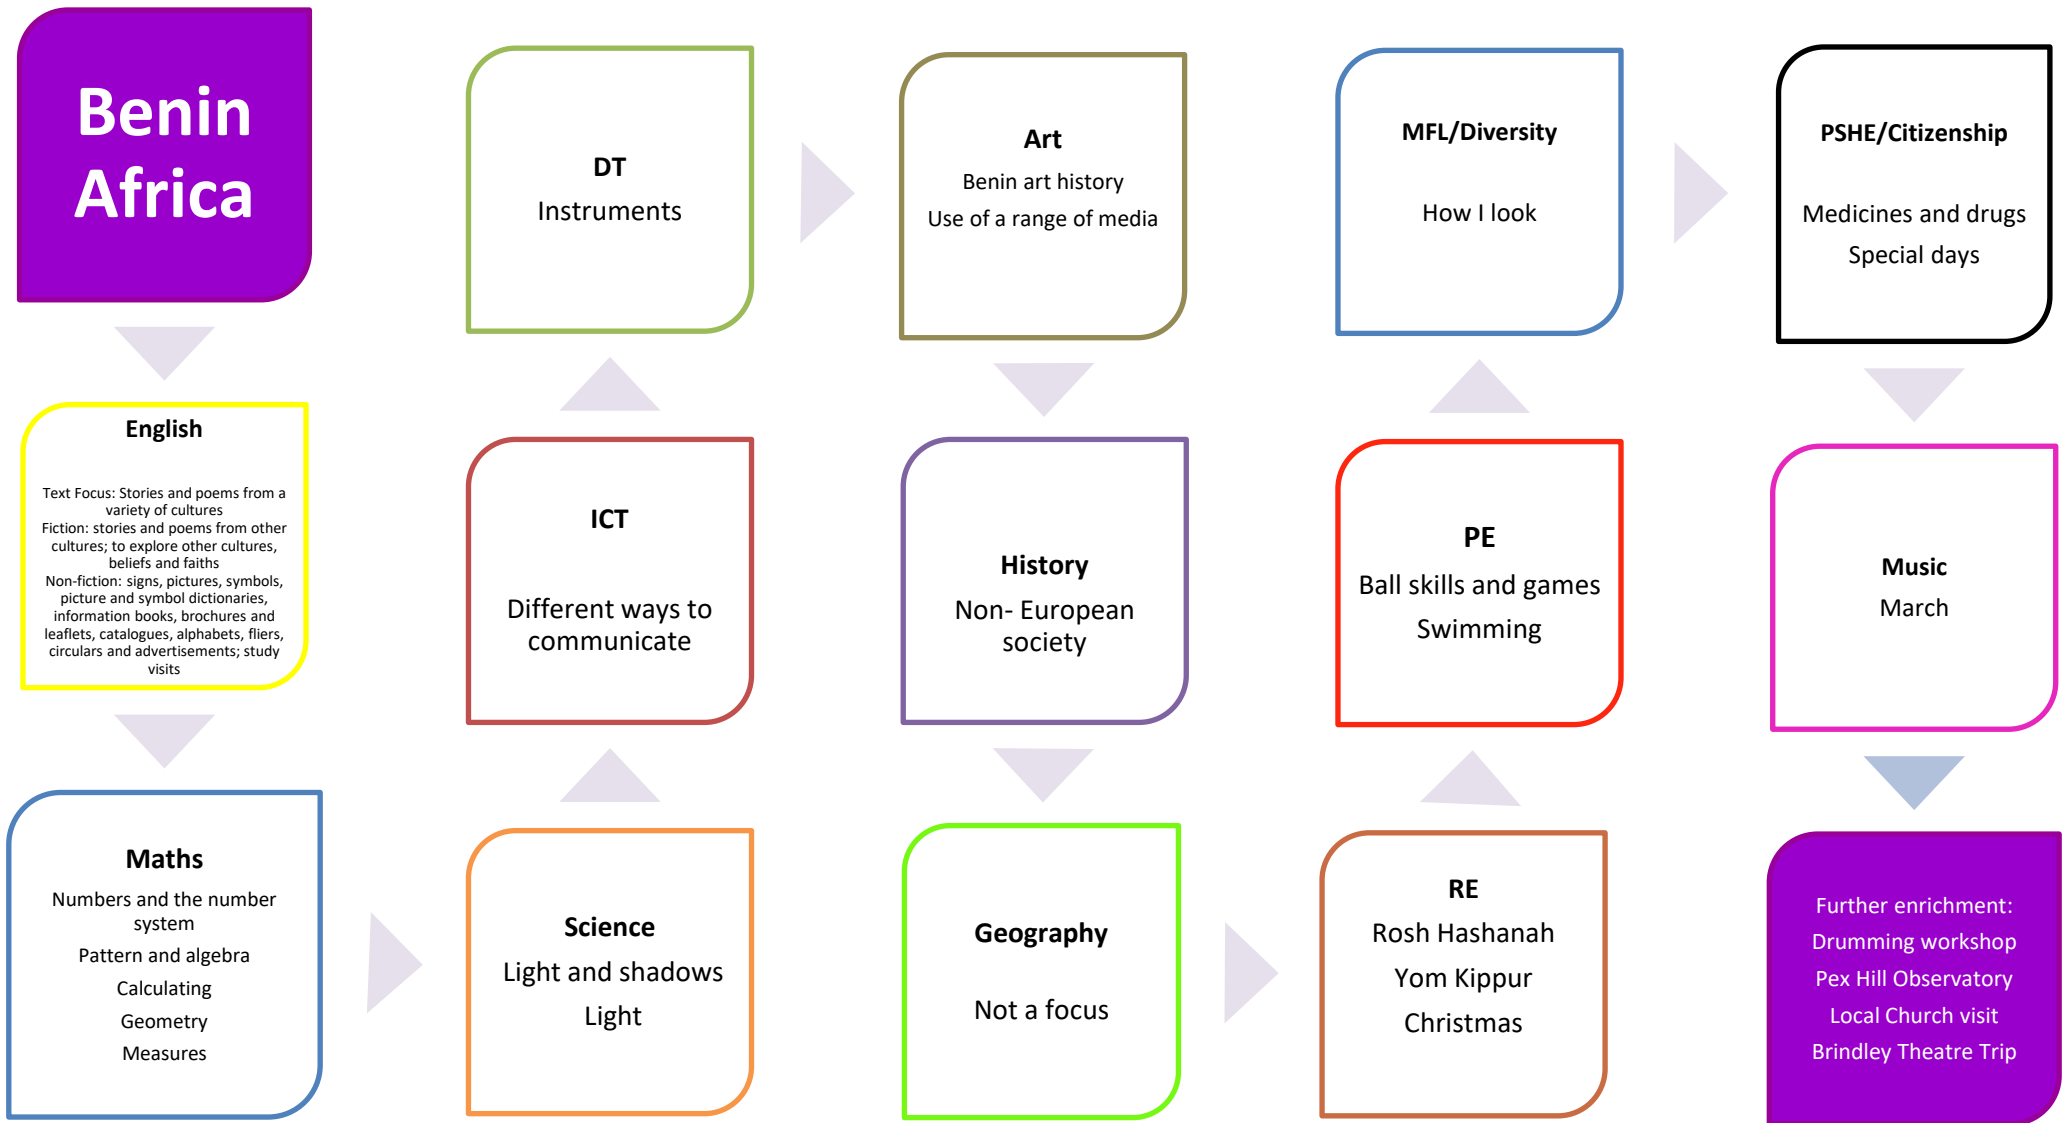 Benin
Africa
English
Text Focus: Stories and poems from a
variety of cultures
Fiction: stories and poems from other
cultures; to explore other cultures,
beliefs and faiths
Non-fiction: signs, pictures, symbols,
picture and symbol dictionaries,
information books, brochures and
leaflets, catalogues, alphabets, fliers,
circulars and advertisements; study
visits
Maths
Numbers and the number
system
Pattern and algebra
Calculating
Geometry
Measures
Science
Light and shadows
Light
ICT
Different ways to
communicate
DT
Instruments
Art
Benin art history
Use of a range of media
History
Non- European
society
Geography
Not a focus
RE
Rosh Hashanah
Yom Kippur
Christmas
PE
Ball skills and games
Swimming
MFL/Diversity
How I look
PSHE/Citizenship
Medicines and drugs
Special days
Music
March
Further enrichment:
Drumming workshop
Pex Hill Observatory
Local Church visit
Brindley Theatre Trip